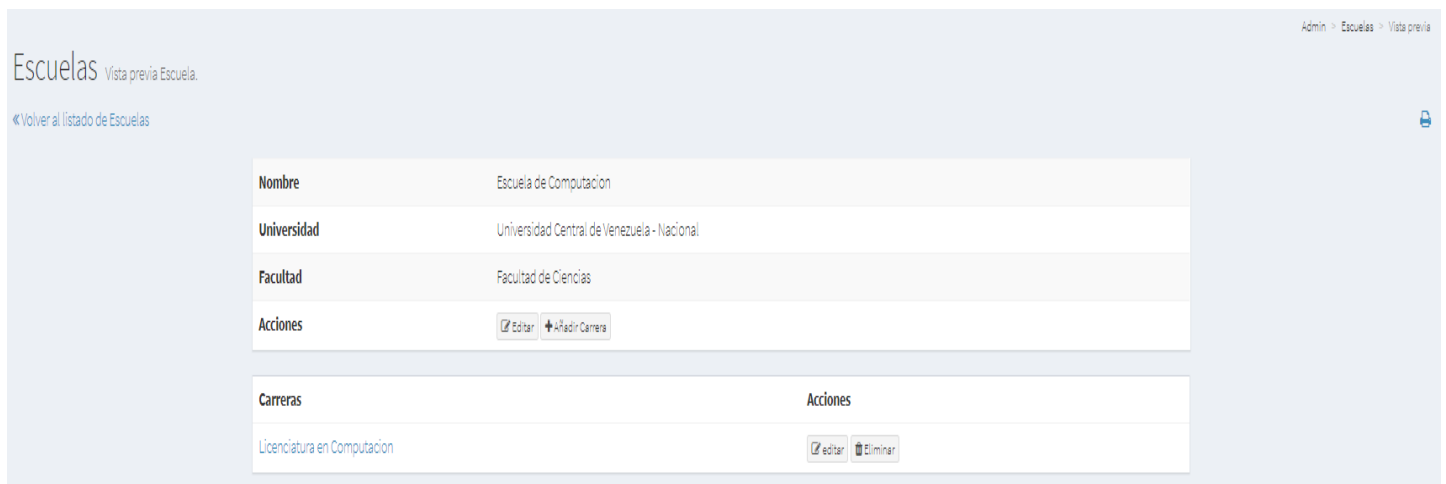 Admin > Escuelas > Vista previa
Escuelas Vista previa Escuela.
«Volver al listado de Escuelas
Nombre Escuela de Computacion
Universidad Universidad Central de Venezuela - Nacional
Facultad Facultad de Ciencias
Acciones Editar +Añadir Carrera
Carreras Acciones
Licenciatura en Computacion editar Eliminar